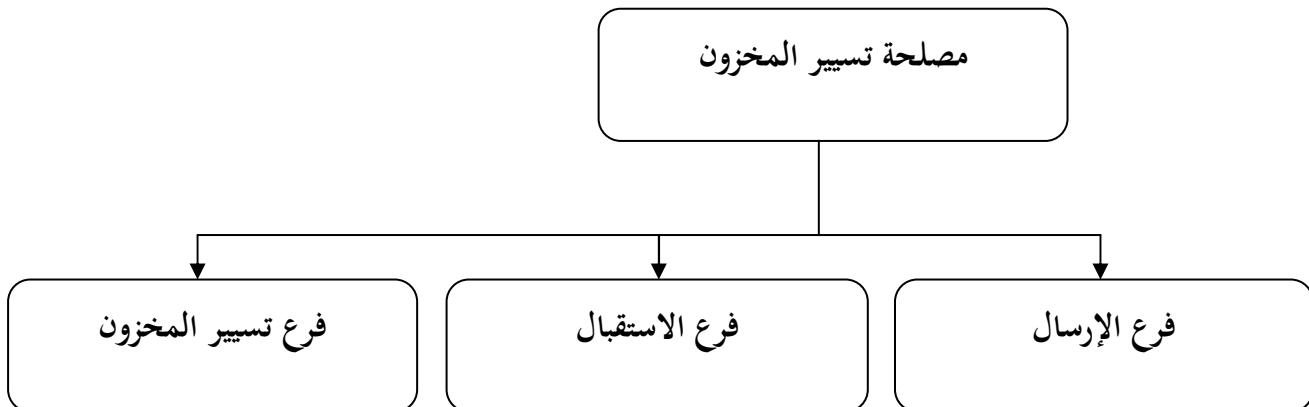 مصلحة تسيير المخزون
فرع الإرسال
فرع الاستقبال
فرع تسيير المخزون